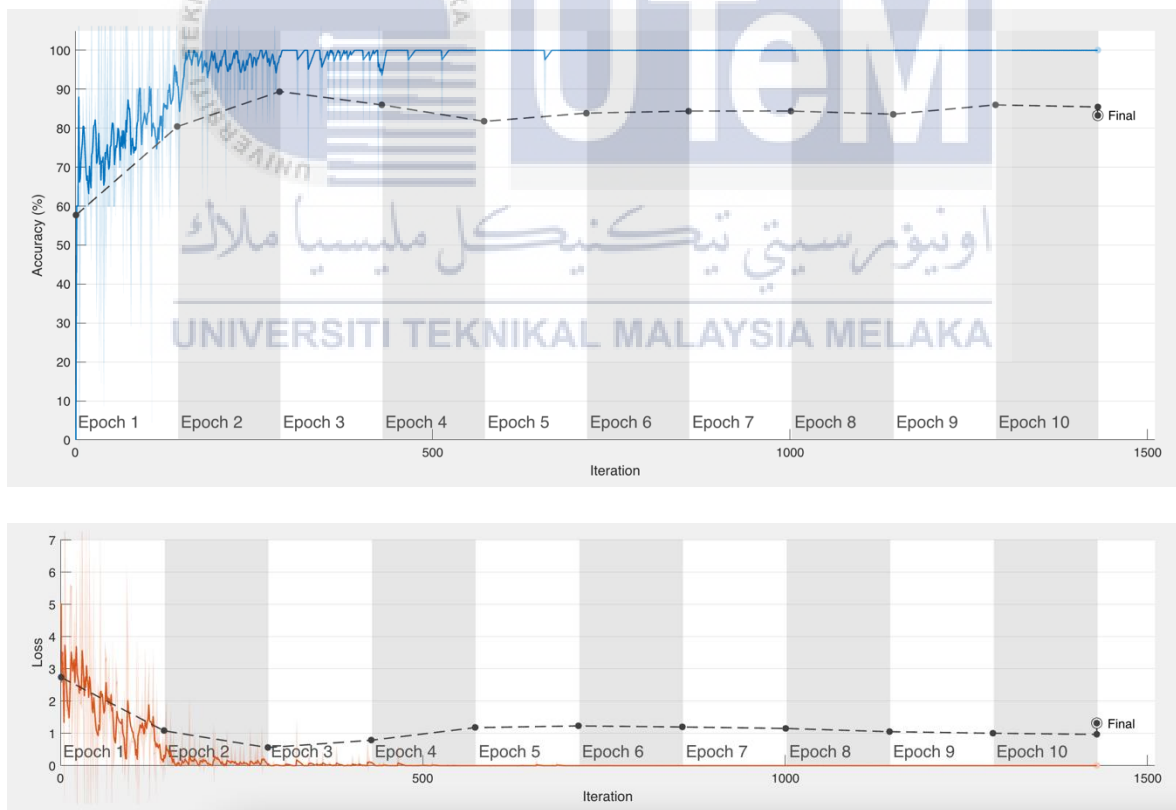 UNIVERSITI TEKA
KA
UTeM
اونيۏرسيتي تيكنيكل مليسيا ملاك
UNIVERSITI TEKNIKAL MALAYSIA MELAKA
Accuracy (%)
100
90
80
70
60
50
40
30
20
10
0
Final
Epoch 1 Epoch 2 Epoch 3 Epoch 4 Epoch 5 Epoch 6 Epoch 7 Epoch 8 Epoch 9 Epoch 10
0 500 1000 1500
Iteration
Loss
7
6
5
4
3
2
1
0
Final
Epoch 1 Epoch 2 Epoch 3 Epoch 4 Epoch 5 Epoch 6 Epoch 7 Epoch 8 Epoch 9 Epoch 10
0 500 1000 1500
Iteration